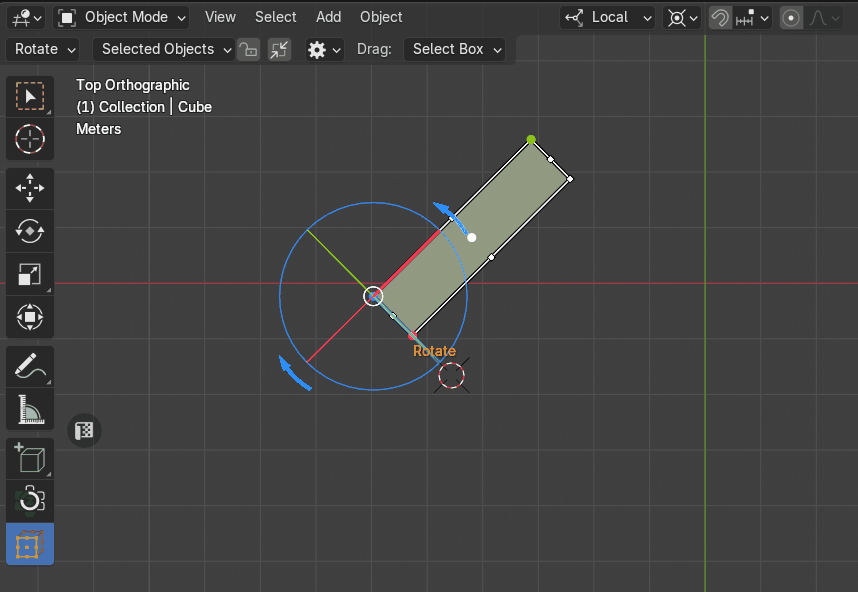 Object Mode View Select Add Object Local
Rotate Selected Objects Drag: Select Box
Top Orthographic
(1) Collection | Cube
Meters
Rotate